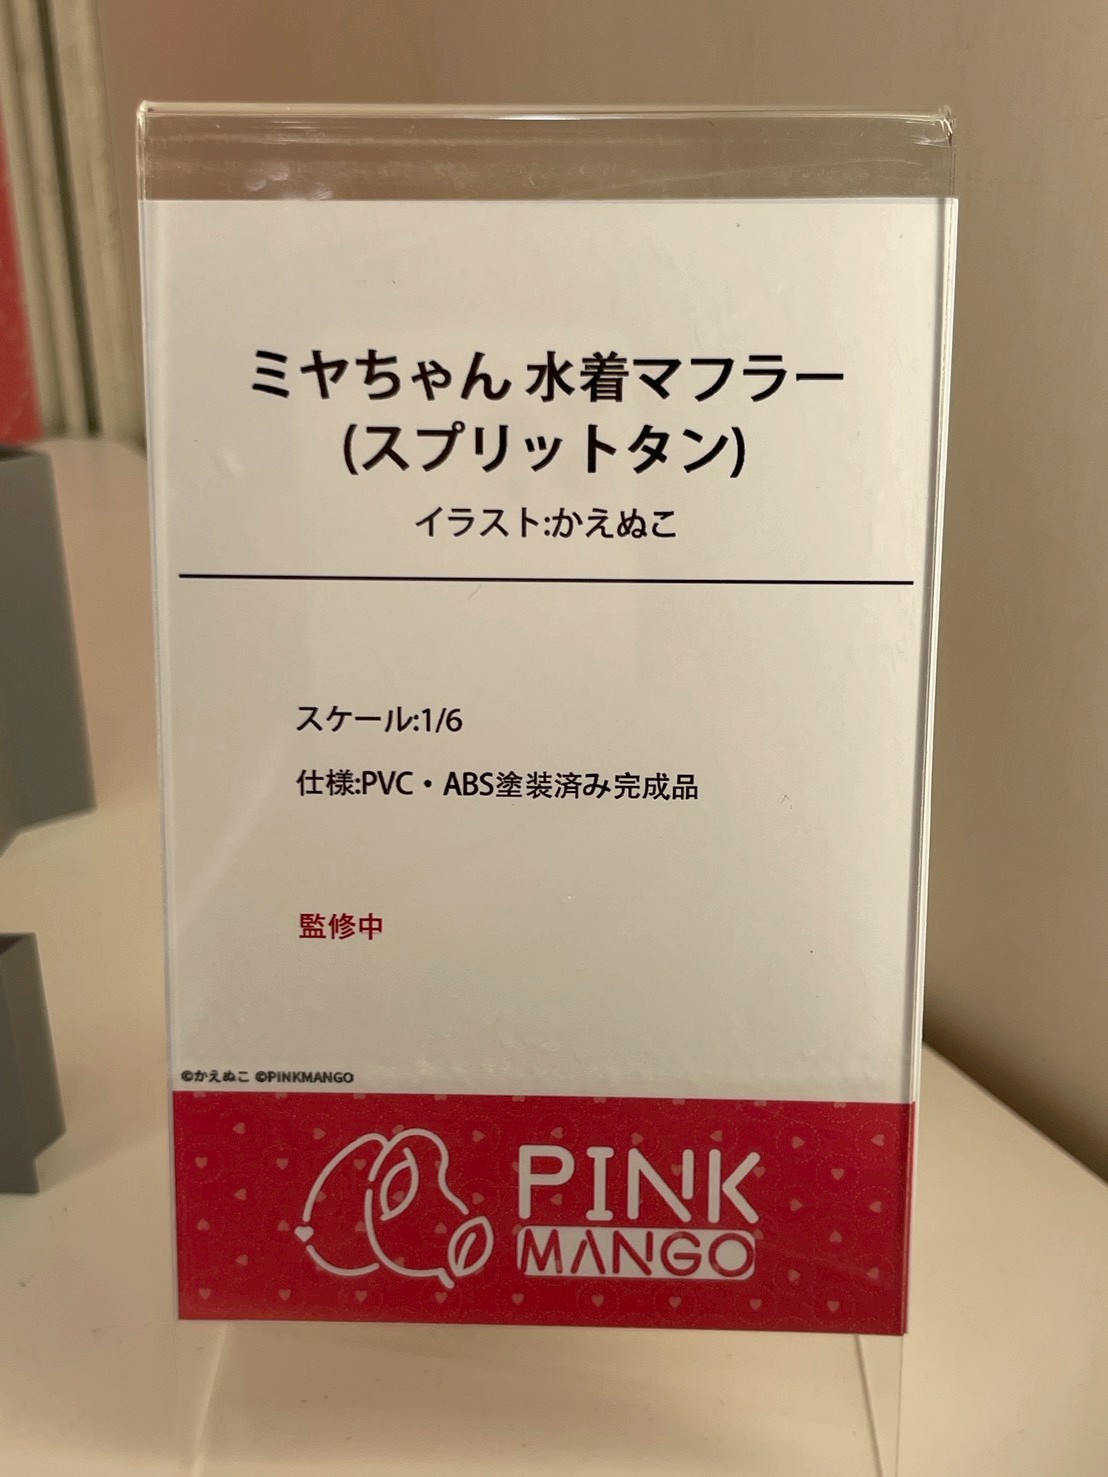 ミヤちゃん 水着マフラー
(スプリットタン)
イラスト:かえぬこ
スケール:1/6
仕様:PVC・ABS塗装済み完成品
監修中
©かえぬこ ©PINKMANGO
PINK
MANGO